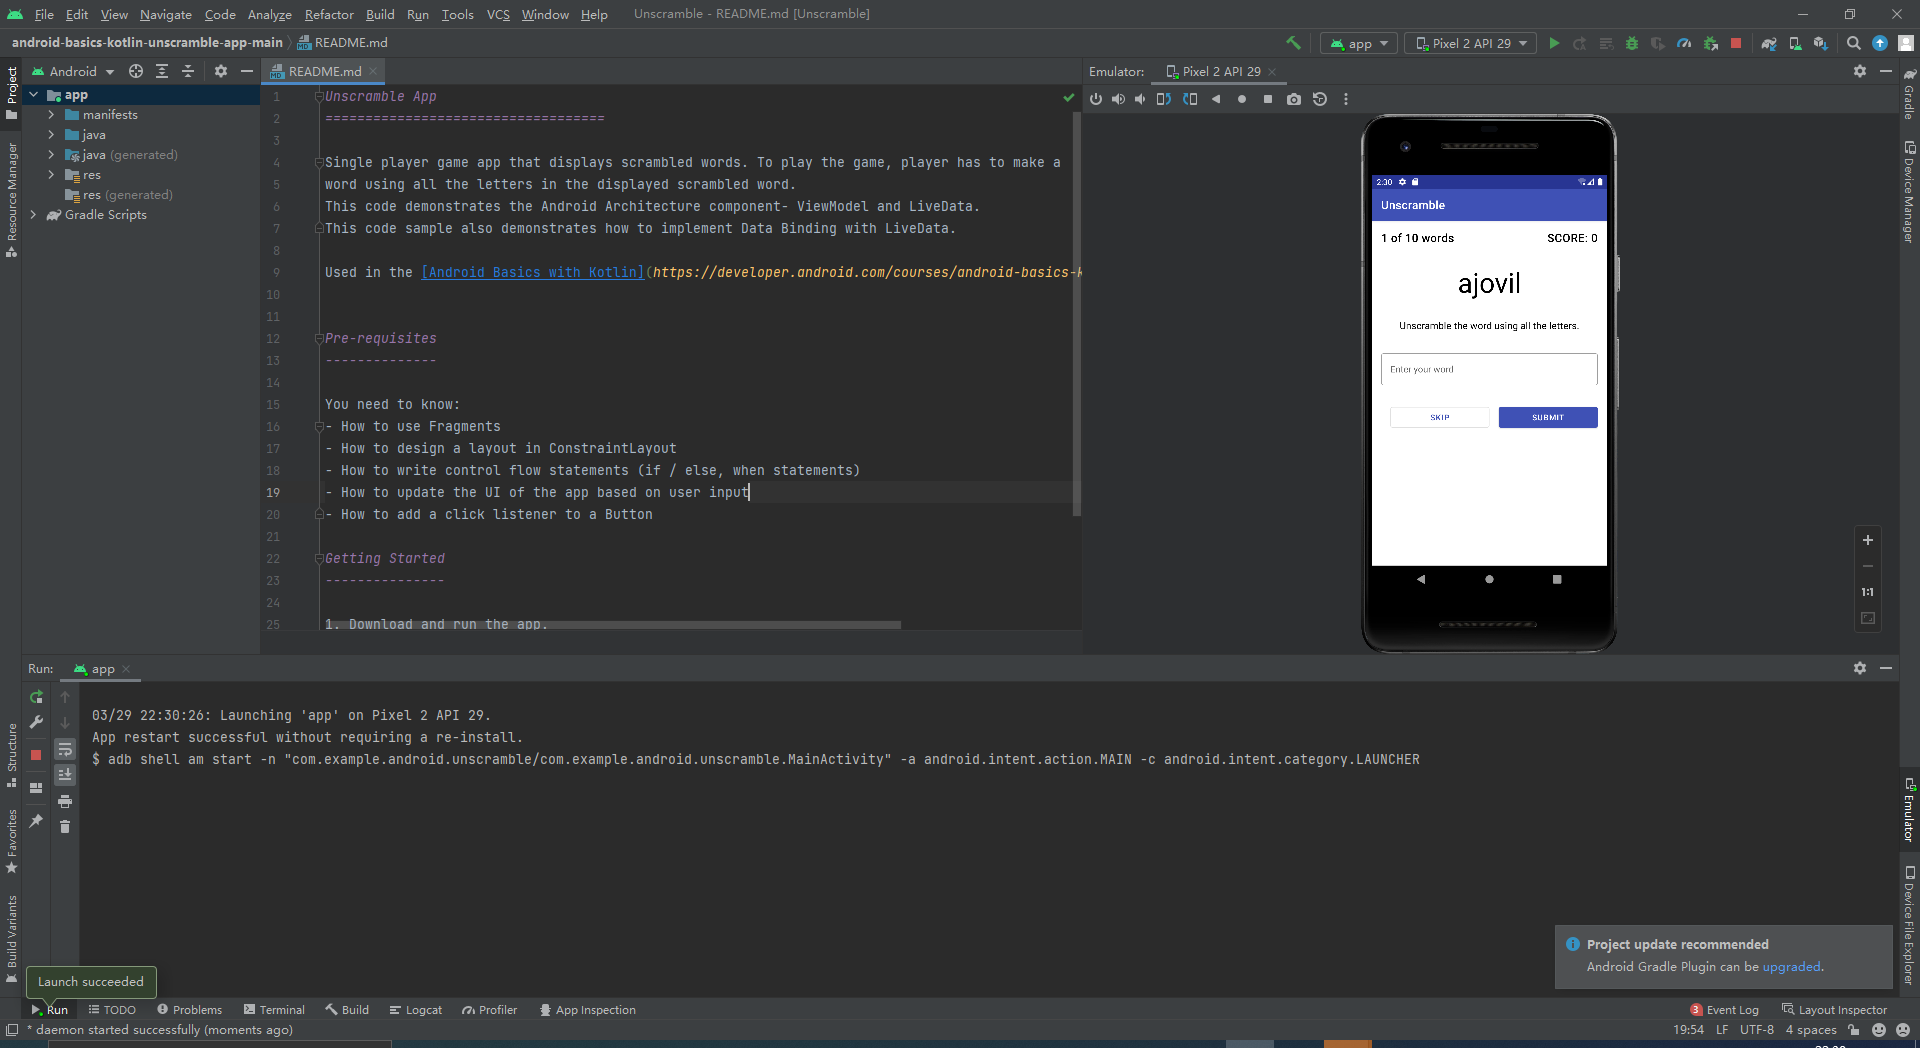 File Edit View Navigate Code Analyze Refactor Build Run Tools VCS Window Help Unscramble - README.md [Unscramble]
android-basics-kotlin-unscramble-app-main README.md app Pixel 2 API 29
Project
Resource Manager
Structure
Favorites
Build Variants
Android
app
manifests
java
java (generated)
res
res (generated)
Gradle Scripts
README.md
1 Unscramble App
2 ===================================
3
4 Single player game app that displays scrambled words. To play the game, player has to make a
5 word using all the letters in the displayed scrambled word.
6 This code demonstrates the Android Architecture component- ViewModel and LiveData.
7 This code sample also demonstrates how to implement Data Binding with LiveData.
8
9 Used in the [Android Basics with Kotlin](https://developer.android.com/courses/android-basics-k
10
11
12 Pre-requisites
13 --------------
14
15 You need to know:
16 - How to use Fragments
17 - How to design a layout in ConstraintLayout
18 - How to write control flow statements (if / else, when statements)
19 - How to update the UI of the app based on user input
20 - How to add a click listener to a Button
21
22 Getting Started
23 ---------------
24
25 1. Download and run the app.
Emulator: Pixel 2 API 29
2:30
Unscramble
1 of 10 words SCORE: 0
ajovil
Unscramble the word using all the letters.
Enter your word
SKIP SUBMIT
1:1
Gradle
Device Manager
Emulator
Device File Explorer
Run: app
03/29 22:30:26: Launching 'app' on Pixel 2 API 29.
App restart successful without requiring a re-install.
$ adb shell am start -n "com.example.android.unscramble/com.example.android.unscramble.MainActivity" -a android.intent.action.MAIN -c android.intent.category.LAUNCHER
Project update recommended
Android Gradle Plugin can be upgraded.
Launch succeeded
Run TODO Problems Terminal Build Logcat Profiler App Inspection 3 Event Log Layout Inspector
* daemon started successfully (moments ago) 19:54 LF UTF-8 4 spaces